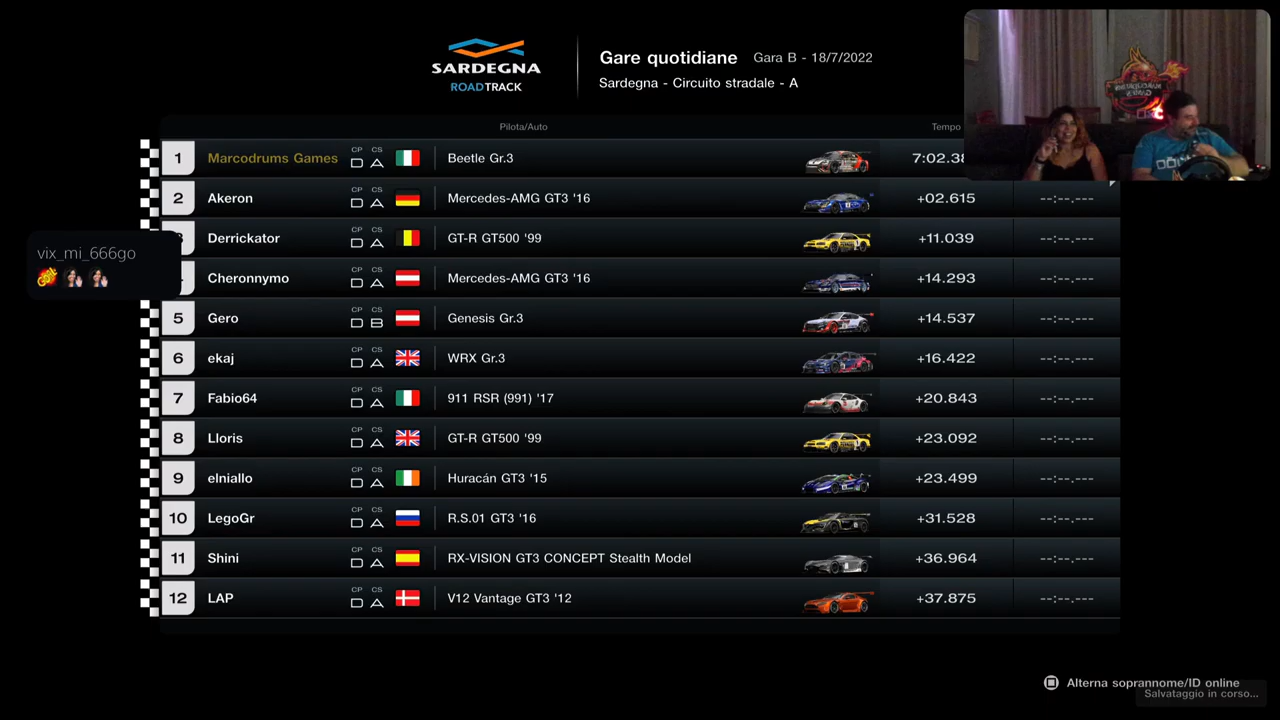 SARDEGNA
ROADTRACK
Gare quotidiane Gara B - 18/7/2022
Sardegna - Circuito stradale - A
Pilota/Auto Tempo
1 Marcodrums Games CP D CS A Beetle Gr.3 7:02.38
2 Akeron CP D CS A Mercedes-AMG GT3 '16 +02.615 --:--.---
Derrickator CP D CS A GT-R GT500 '99 +11.039 --:--.---
vix_mi_666go
Cheronnymo CP D CS A Mercedes-AMG GT3 '16 +14.293 --:--.---
5 Gero CP D CS B Genesis Gr.3 +14.537 --:--.---
6 ekaj CP D CS A WRX Gr.3 +16.422 --:--.---
7 Fabio64 CP D CS A 911 RSR (991) '17 +20.843 --:--.---
8 Lloris CP D CS A GT-R GT500 '99 +23.092 --:--.---
9 elniallo CP D CS A Huracán GT3 '15 +23.499 --:--.---
10 LegoGr CP D CS A R.S.01 GT3 '16 +31.528 --:--.---
11 Shini CP D CS A RX-VISION GT3 CONCEPT Stealth Model +36.964 --:--.---
12 LAP CP D CS A V12 Vantage GT3 '12 +37.875 --:--.---
Alterna soprannome/ID online
Salvataggio in corso...